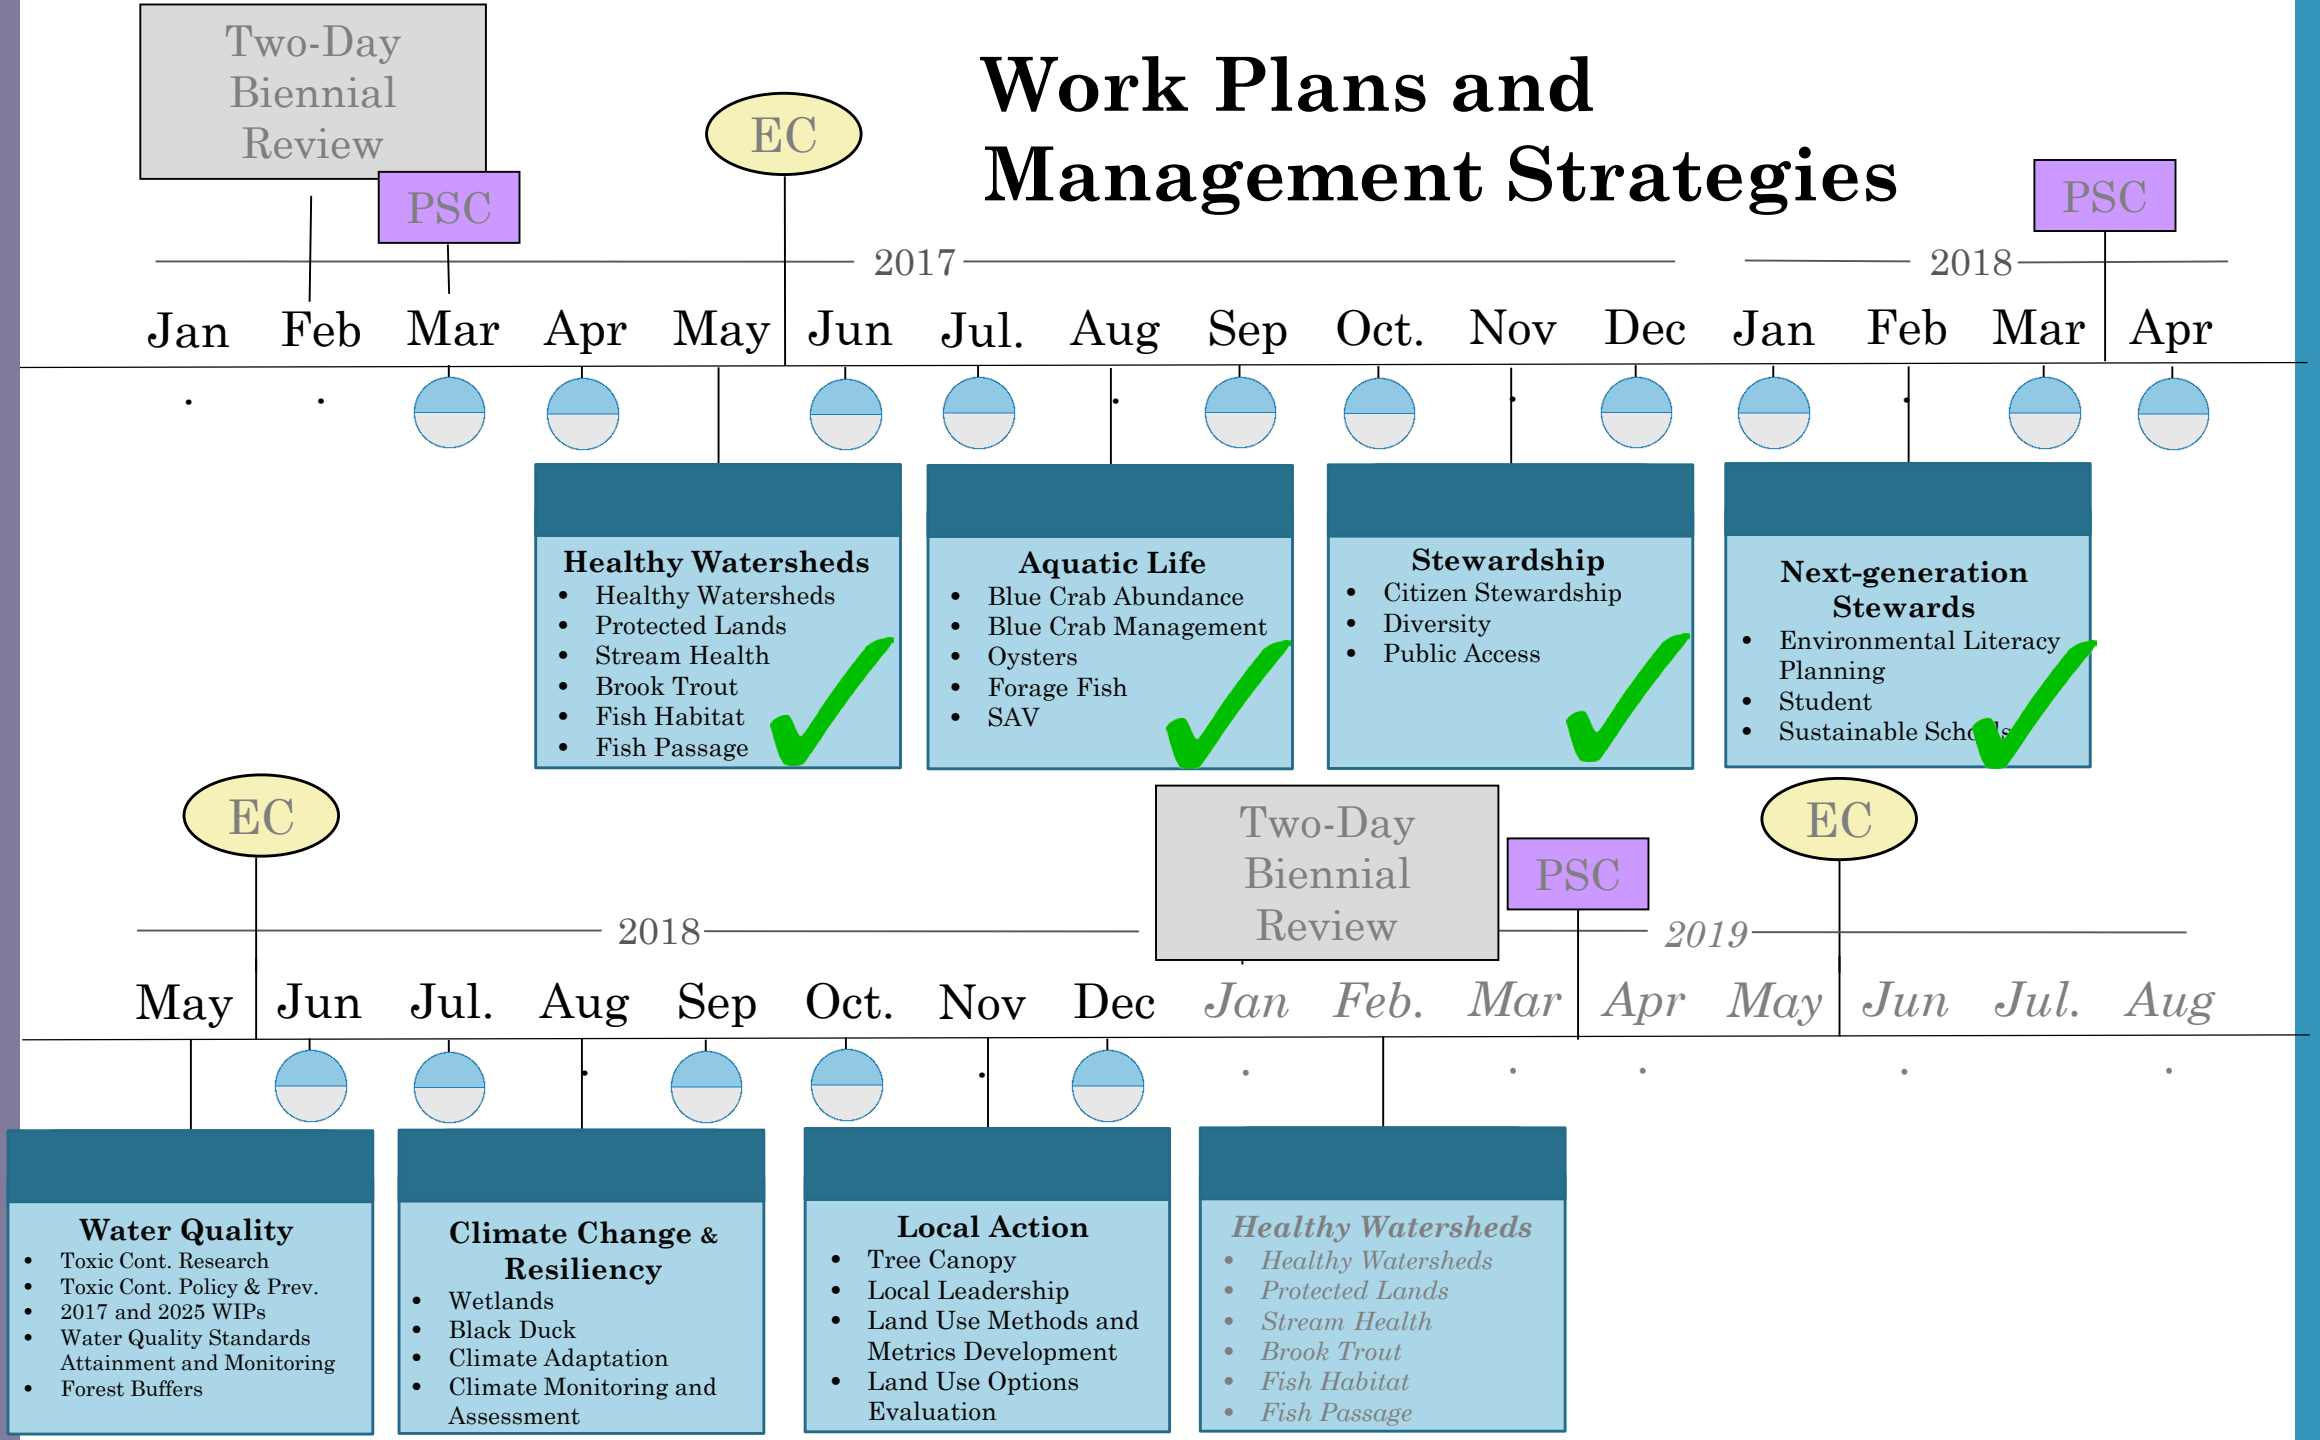 Two-Day
Biennial
Review
PSC
EC
Work Plans and
Management Strategies
PSC
2017
2018
Jan Feb Mar Apr May Jun Jul. Aug Sep Oct. Nov Dec Jan Feb Mar Apr
Healthy Watersheds
• Healthy Watersheds
• Protected Lands
• Stream Health
• Brook Trout
• Fish Habitat
• Fish Passage
Aquatic Life
• Blue Crab Abundance
• Blue Crab Management
• Oysters
• Forage Fish
• SAV
Stewardship
• Citizen Stewardship
• Diversity
• Public Access
Next-generation
Stewards
• Environmental Literacy
Planning
• Student
• Sustainable Schools
EC
Two-Day
Biennial
Review
PSC
EC
2018
2019
May Jun Jul. Aug Sep Oct. Nov Dec Jan Feb. Mar Apr May Jun Jul. Aug
Water Quality
• Toxic Cont. Research
• Toxic Cont. Policy & Prev.
• 2017 and 2025 WIPs
• Water Quality Standards
Attainment and Monitoring
• Forest Buffers
Climate Change &
Resiliency
• Wetlands
• Black Duck
• Climate Adaptation
• Climate Monitoring and
Assessment
Local Action
• Tree Canopy
• Local Leadership
• Land Use Methods and
Metrics Development
• Land Use Options
Evaluation
Healthy Watersheds
• Healthy Watersheds
• Protected Lands
• Stream Health
• Brook Trout
• Fish Habitat
• Fish Passage